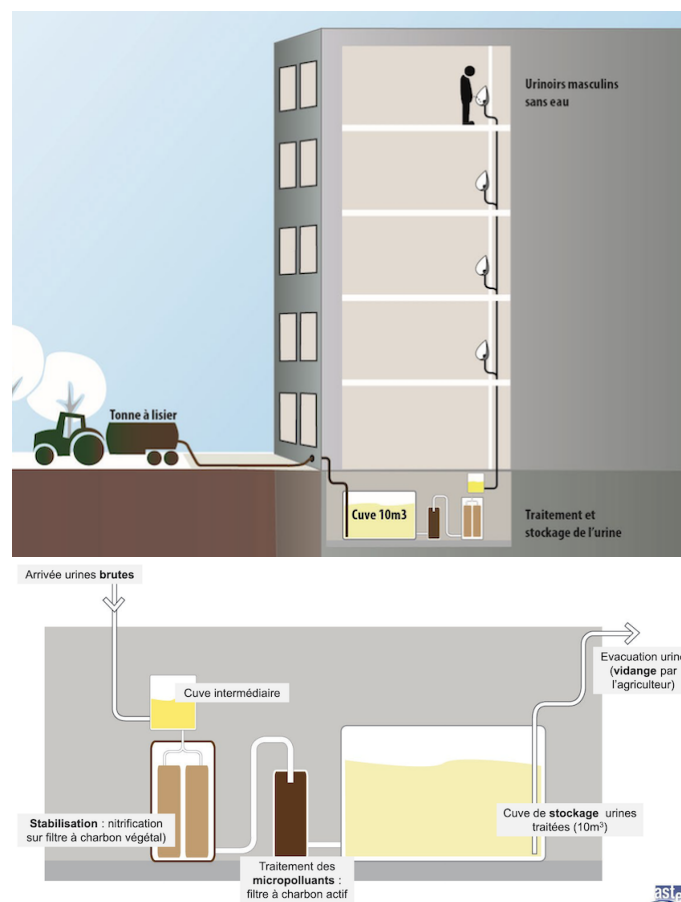 Urinoirs masculins
sans eau
Tonne à lisier
Cuve 10m3
Traitement et
stockage de l'urine
Arrivée urines brutes
Evacuation urine
(vidange par
l'agriculteur)
Cuve intermédiaire
Stabilisation : nitrification
sur filtre à charbon végétal)
Cuve de stockage urines
traitées (10m³)
Traitement des
micropolluants :
filtre à charbon actif